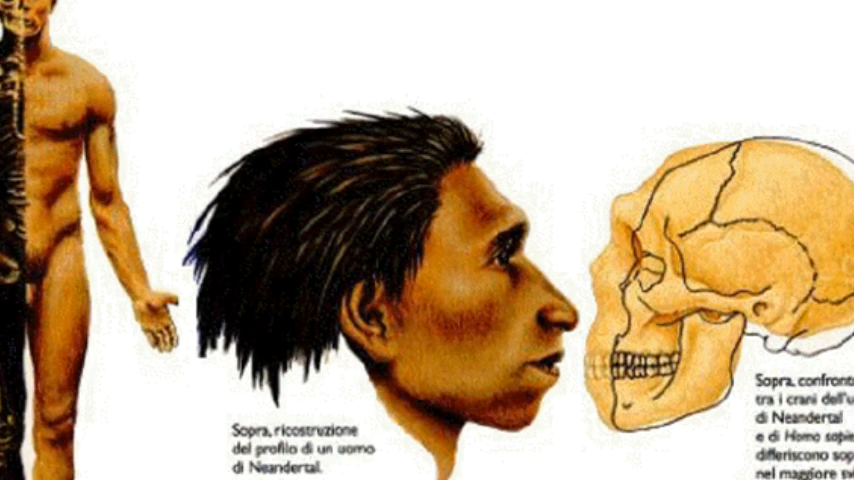 Sopra, ricostruzione
del profilo di un uomo
di Neandertal.
Sopra, confront
tra i crani dell'u
di Neandertal
e di Homo sapie
differiscono sop
nel maggiore sv